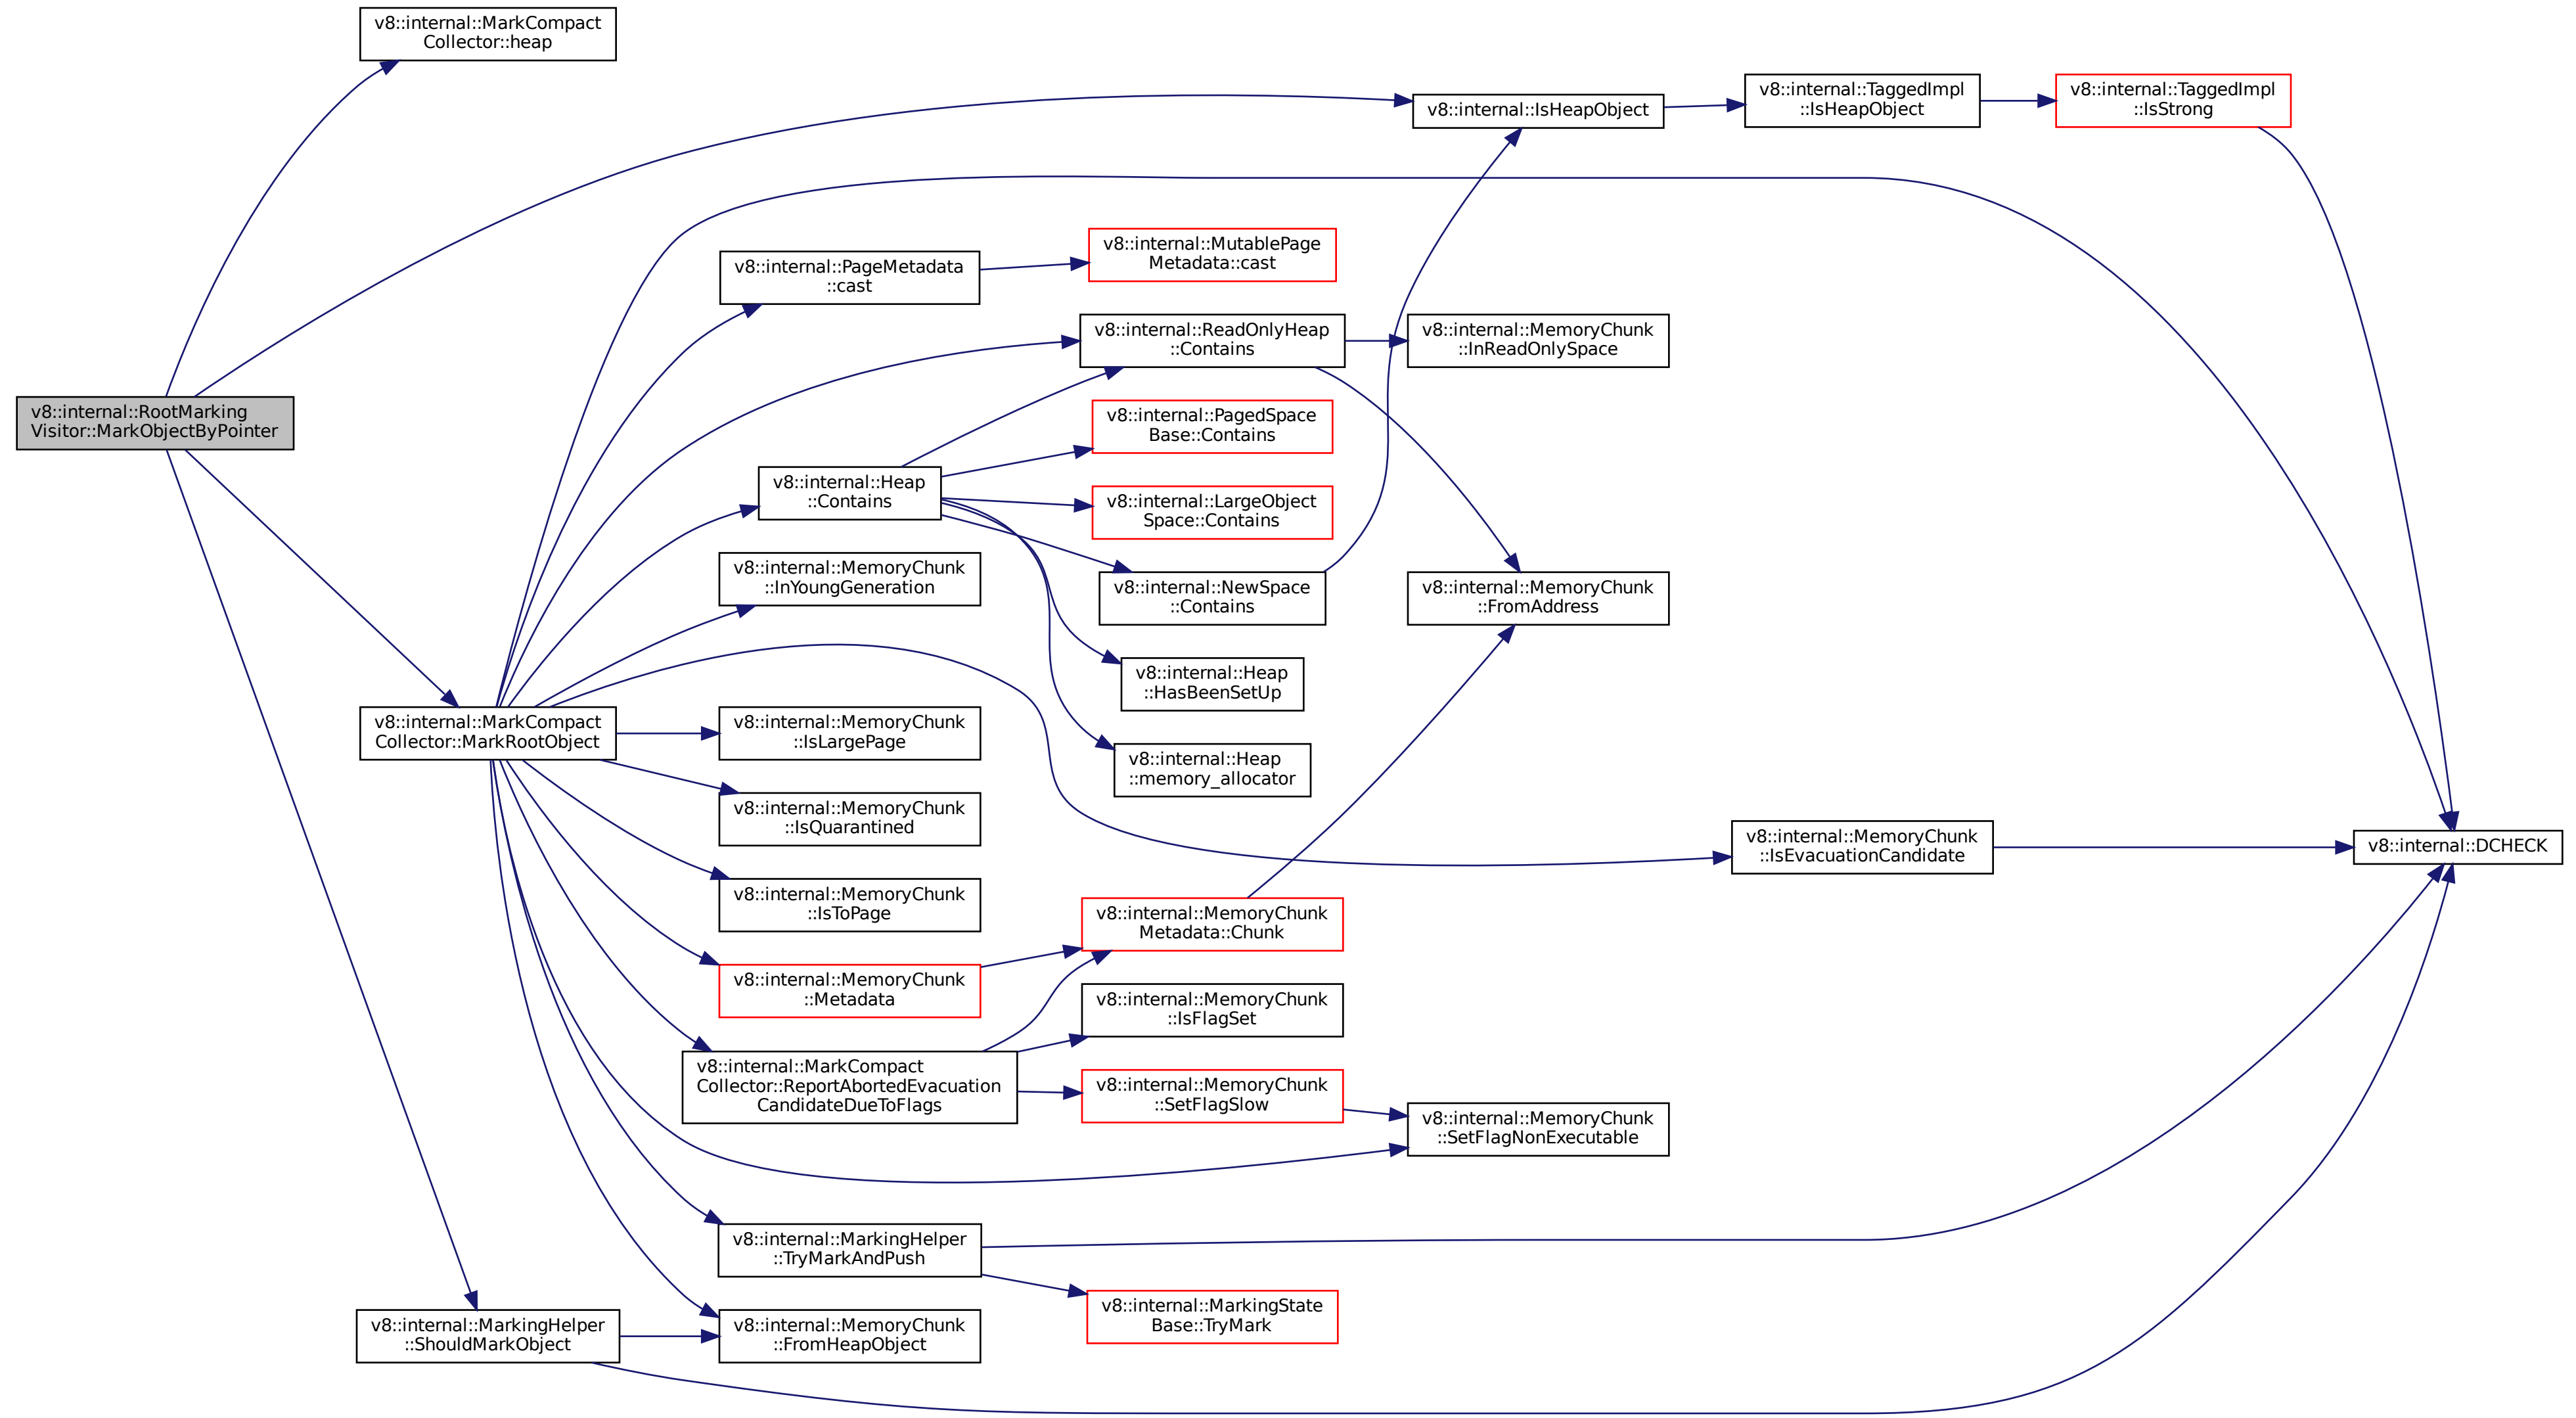 v8::internal::MarkCompact
Collector::heap
v8::internal::IsHeapObject
v8::internal::TaggedImpl
::IsHeapObject
v8::internal::TaggedImpl
::IsStrong
v8::internal::PageMetadata
::cast
v8::internal::MutablePage
Metadata::cast
v8::internal::ReadOnlyHeap
::Contains
v8::internal::MemoryChunk
::InReadOnlySpace
v8::internal::RootMarking
Visitor::MarkObjectByPointer
v8::internal::PagedSpace
Base::Contains
v8::internal::Heap
::Contains
v8::internal::LargeObject
Space::Contains
v8::internal::MemoryChunk
::InYoungGeneration
v8::internal::NewSpace
::Contains
v8::internal::MemoryChunk
::FromAddress
v8::internal::Heap
::HasBeenSetUp
v8::internal::MarkCompact
Collector::MarkRootObject
v8::internal::MemoryChunk
::IsLargePage
v8::internal::Heap
::memory_allocator
v8::internal::MemoryChunk
::IsQuarantined
v8::internal::MemoryChunk
::IsEvacuationCandidate
v8::internal::DCHECK
v8::internal::MemoryChunk
::IsToPage
v8::internal::MemoryChunk
Metadata::Chunk
v8::internal::MemoryChunk
::Metadata
v8::internal::MemoryChunk
::IsFlagSet
v8::internal::MarkCompact
Collector::ReportAbortedEvacuation
CandidateDueToFlags
v8::internal::MemoryChunk
::SetFlagSlow
v8::internal::MemoryChunk
::SetFlagNonExecutable
v8::internal::MarkingHelper
::TryMarkAndPush
v8::internal::MarkingState
Base::TryMark
v8::internal::MarkingHelper
::ShouldMarkObject
v8::internal::MemoryChunk
::FromHeapObject